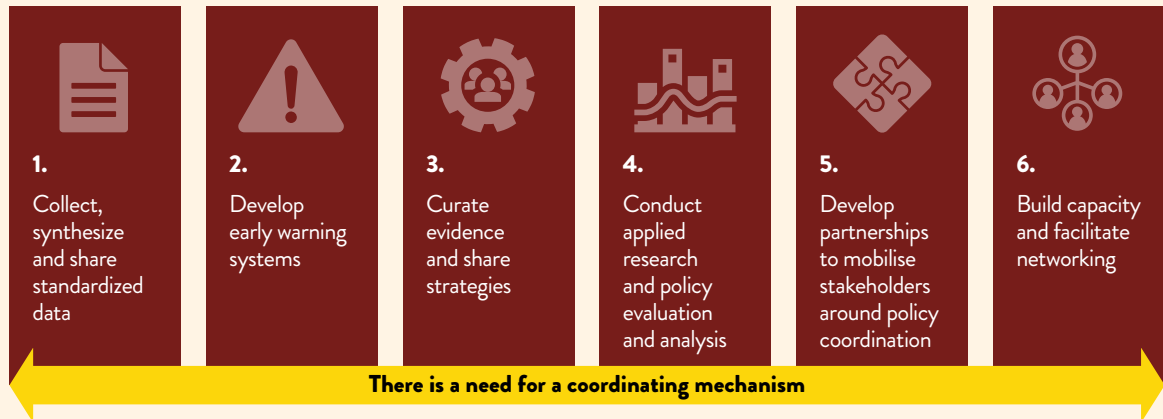 1.
Collect,
synthesize
and share
standardized
data
2.
Develop
early warning
systems
3.
Curate
evidence
and share
strategies
4.
Conduct
applied
research
and policy
evaluation
and analysis
5.
Develop
partnerships
to mobilise
stakeholders
around policy
coordination
6.
Build capacity
and facilitate
networking
There is a need for a coordinating mechanism